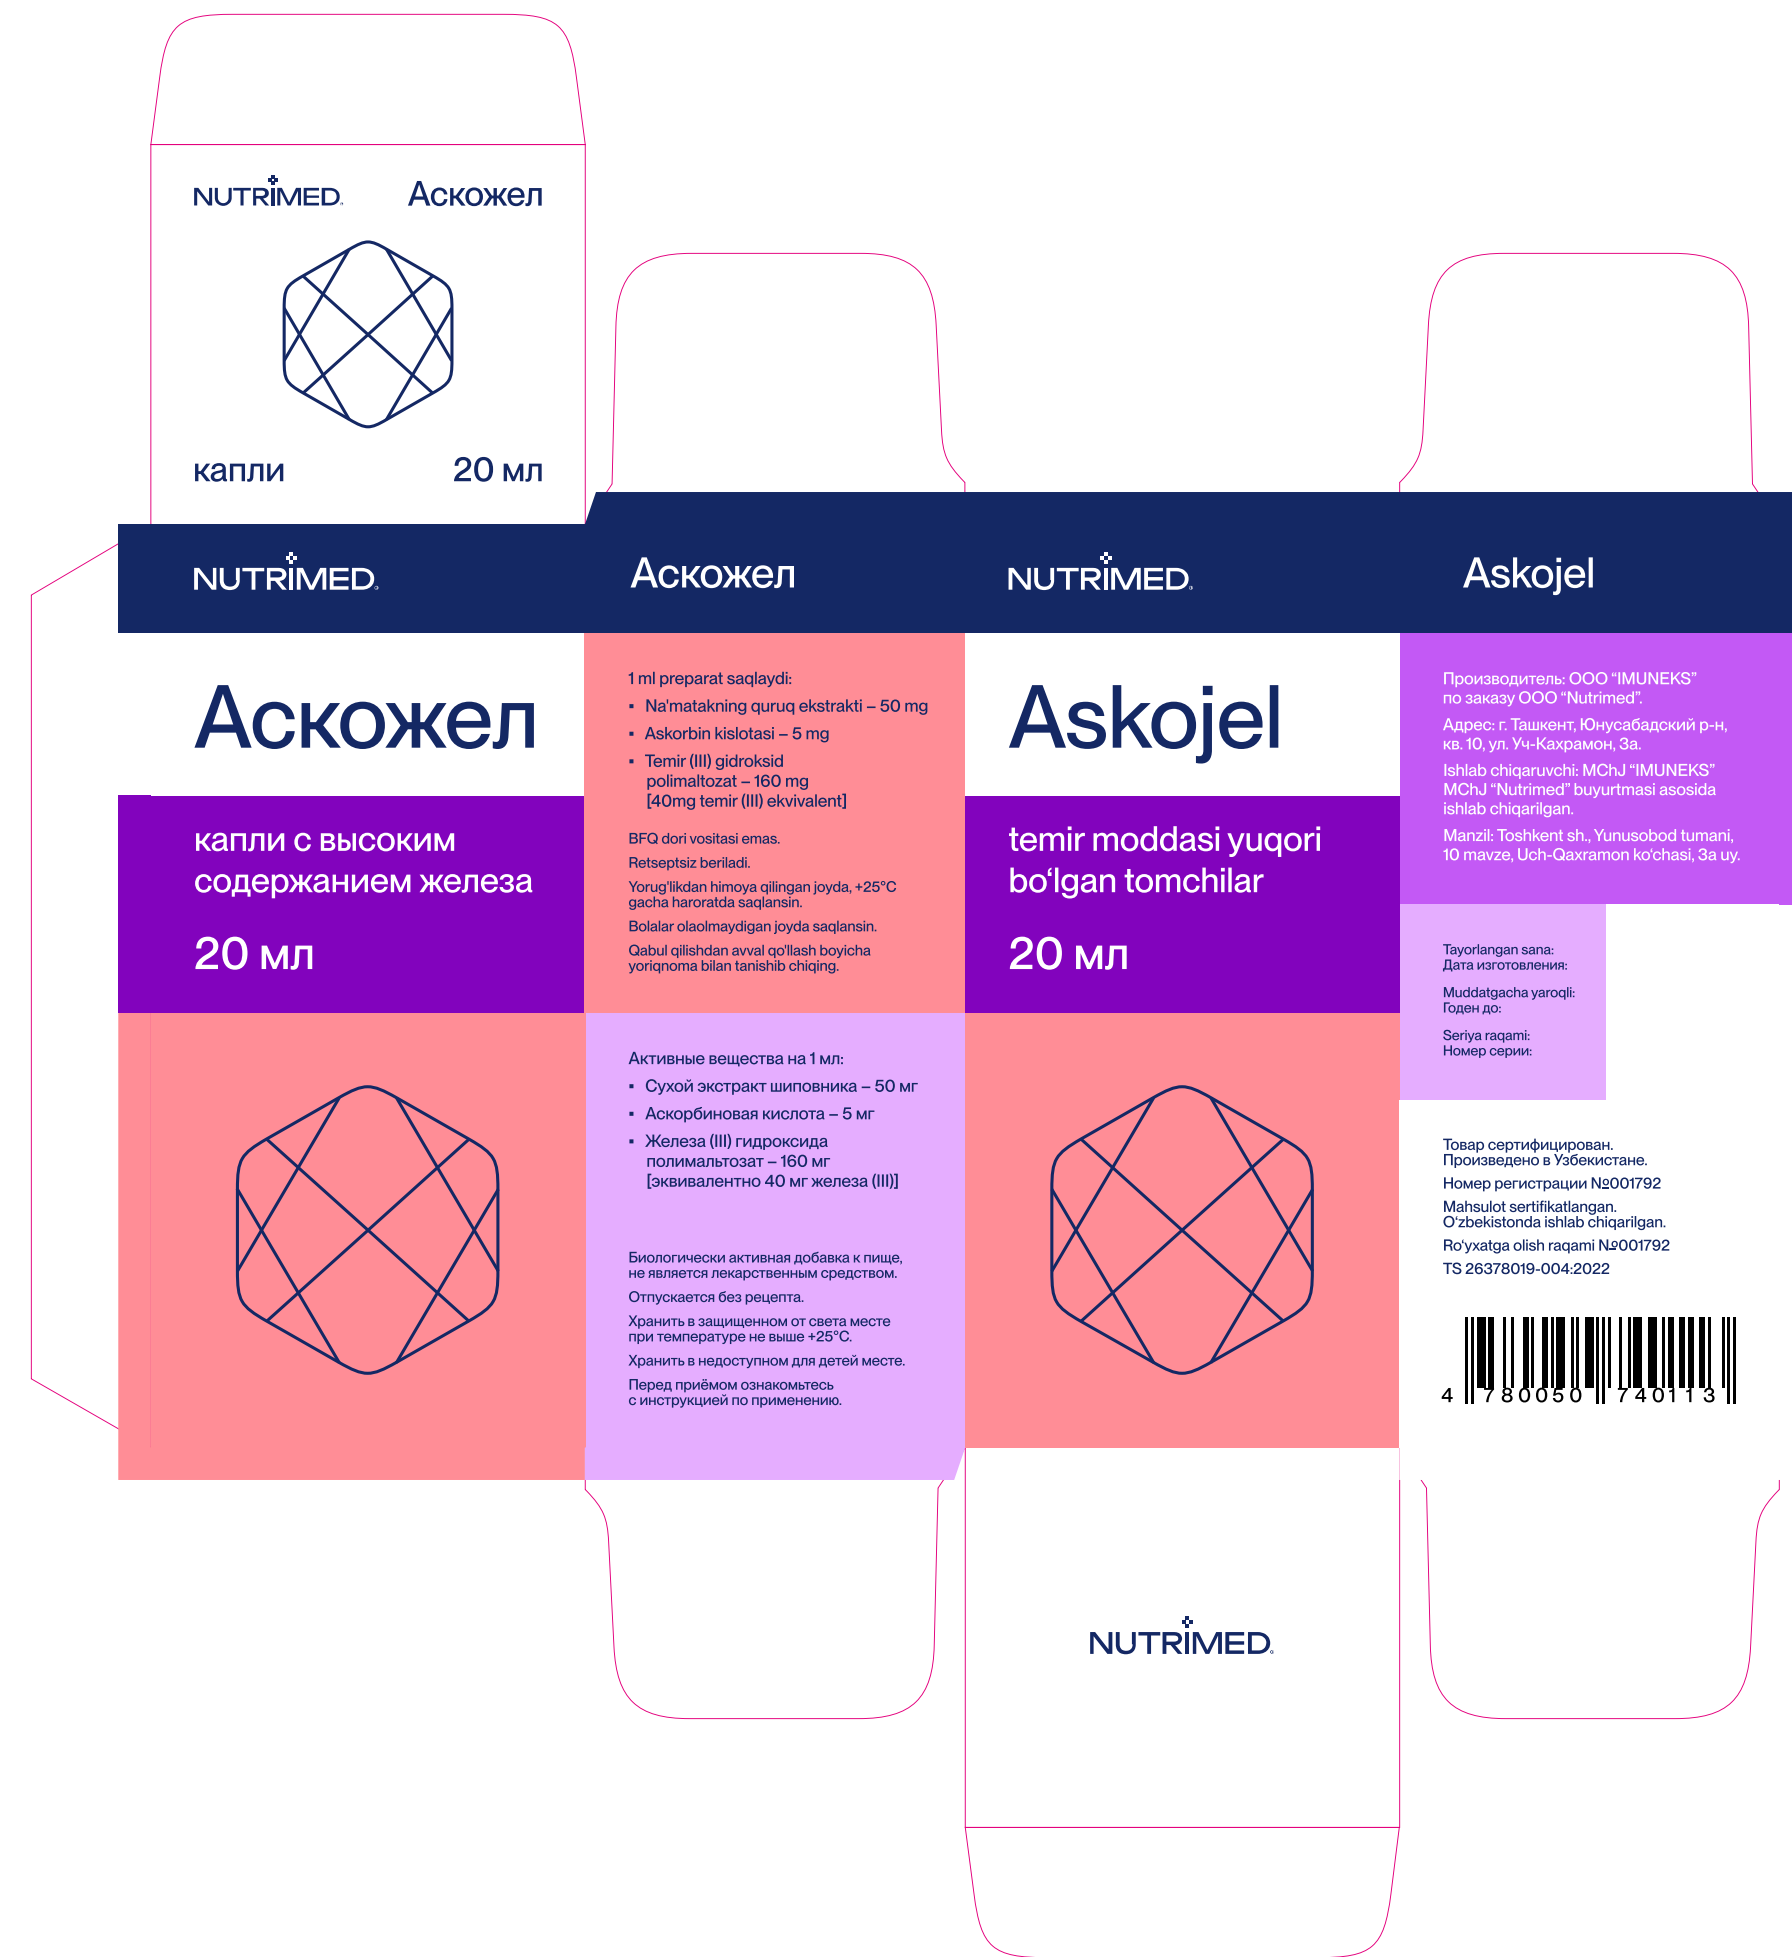 NUTRIMED
Аскожел
капли
20 мл
NUTRIMED
Аскожел
капли с высоким
содержанием железа
20 мл
Аскожел
1 ml preparat saqlaydi:
▪ Na'matakning quruq ekstrakti – 50 mg
▪ Askorbin kislotasi – 5 mg
▪ Temir (III) gidroksid
polimaltozat – 160 mg
[40mg temir (III) ekvivalent]
BFQ dori vositasi emas.
Retseptsiz beriladi.
Yorug'likdan himoya qilingan joyda, +25°C
gacha haroratda saqlansin.
Bolalar olaolmaydigan joyda saqlansin.
Qabul qilishdan avval qo'llash boyicha
yoriqnoma bilan tanishib chiqing.
Активные вещества на 1 мл:
▪ Сухой экстракт шиповника – 50 мг
▪ Аскорбиновая кислота – 5 мг
▪ Железа (III) гидроксида
полимальтозат – 160 мг
[эквивалентно 40 мг железа (III)]
Биологически активная добавка к пище,
не является лекарственным средством.
Отпускается без рецепта.
Хранить в защищенном от света месте
при температуре не выше +25°C.
Хранить в недоступном для детей месте.
Перед приёмом ознакомьтесь
с инструкцией по применению.
NUTRIMED
Askojel
temir moddasi yuqori
bo‘lgan tomchilar
20 мл
Askojel
Производитель: ООО “IMUNEKS”
по заказу ООО “Nutrimed”.
Адрес: г. Ташкент, Юнусабадский р-н,
кв. 10, ул. Уч-Кахрамон, 3а.
Ishlab chiqaruvchi: MChJ “IMUNEKS”
MChJ “Nutrimed” buyurtmasi asosida
ishlab chiqarilgan.
Manzil: Toshkent sh., Yunusobod tumani,
10 mavze, Uch-Qaxramon ko‘chasi, 3a uy.
Tayorlangan sana:
Дата изготовления:
Muddatgacha yaroqli:
Годен до:
Seriya raqami:
Номер серии:
Товар сертифицирован.
Произведено в Узбекистане.
Номер регистрации №001792
Mahsulot sertifikatlangan.
O‘zbekistonda ishlab chiqarilgan.
Ro‘yxatga olish raqami №001792
TS 26378019-004:2022
4 780050 740113
NUTRIMED